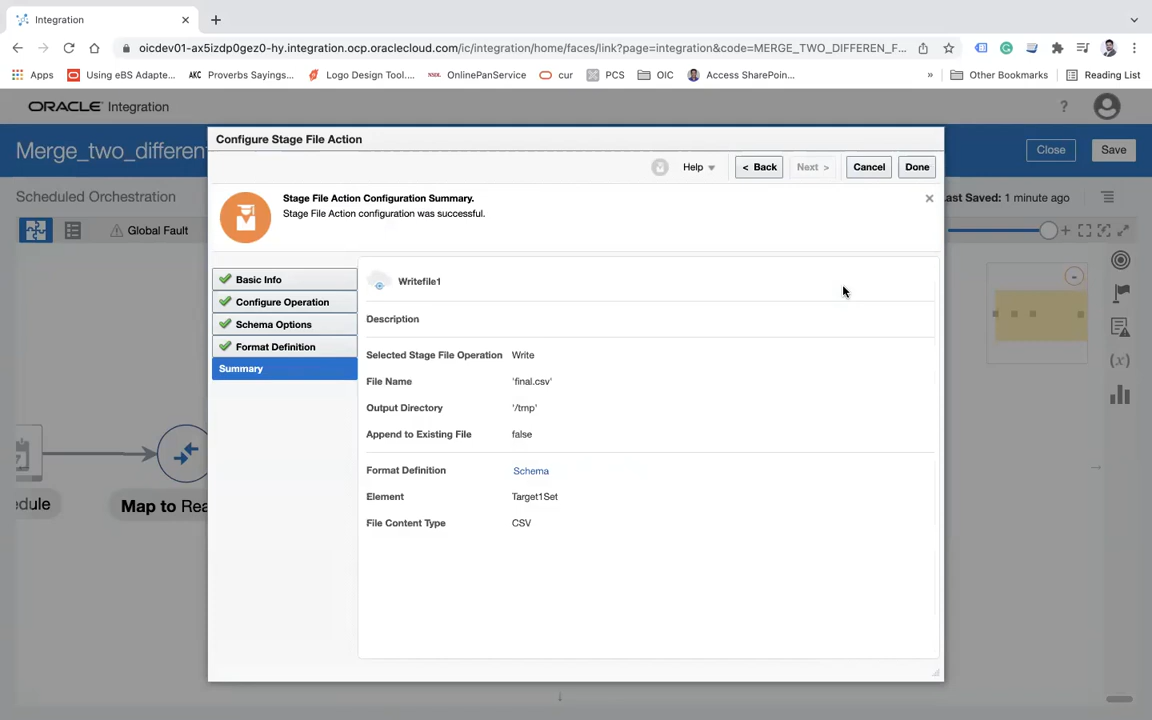 Integration
oicdev01-ax5izdp0gez0-hy.integration.ocp.oraclecloud.com/ic/integration/home/faces/link?page=integration&code=MERGE_TWO_DIFFEREN_F...
Apps
Using eBS Adapte...
AKC Proverbs Sayings...
Logo Design Tool....
OnlinePanService
cur
PCS
OIC
Access SharePoin...
»
Other Bookmarks
Reading List
ORACLE Integration
?
Merge_two_different
Close
Save
Scheduled Orchestration
Last Saved: 1 minute ago
Global Fault
Configure Stage File Action
Help
< Back
Next >
Cancel
Done
Stage File Action Configuration Summary.
Stage File Action configuration was successful.
Basic Info
Configure Operation
Schema Options
Format Definition
Summary
Writefile1
Description
Selected Stage File Operation Write
File Name 'final.csv'
Output Directory '/tmp'
Append to Existing File false
Format Definition Schema
Element Target1Set
File Content Type CSV
edule
Map to Rea
(x)